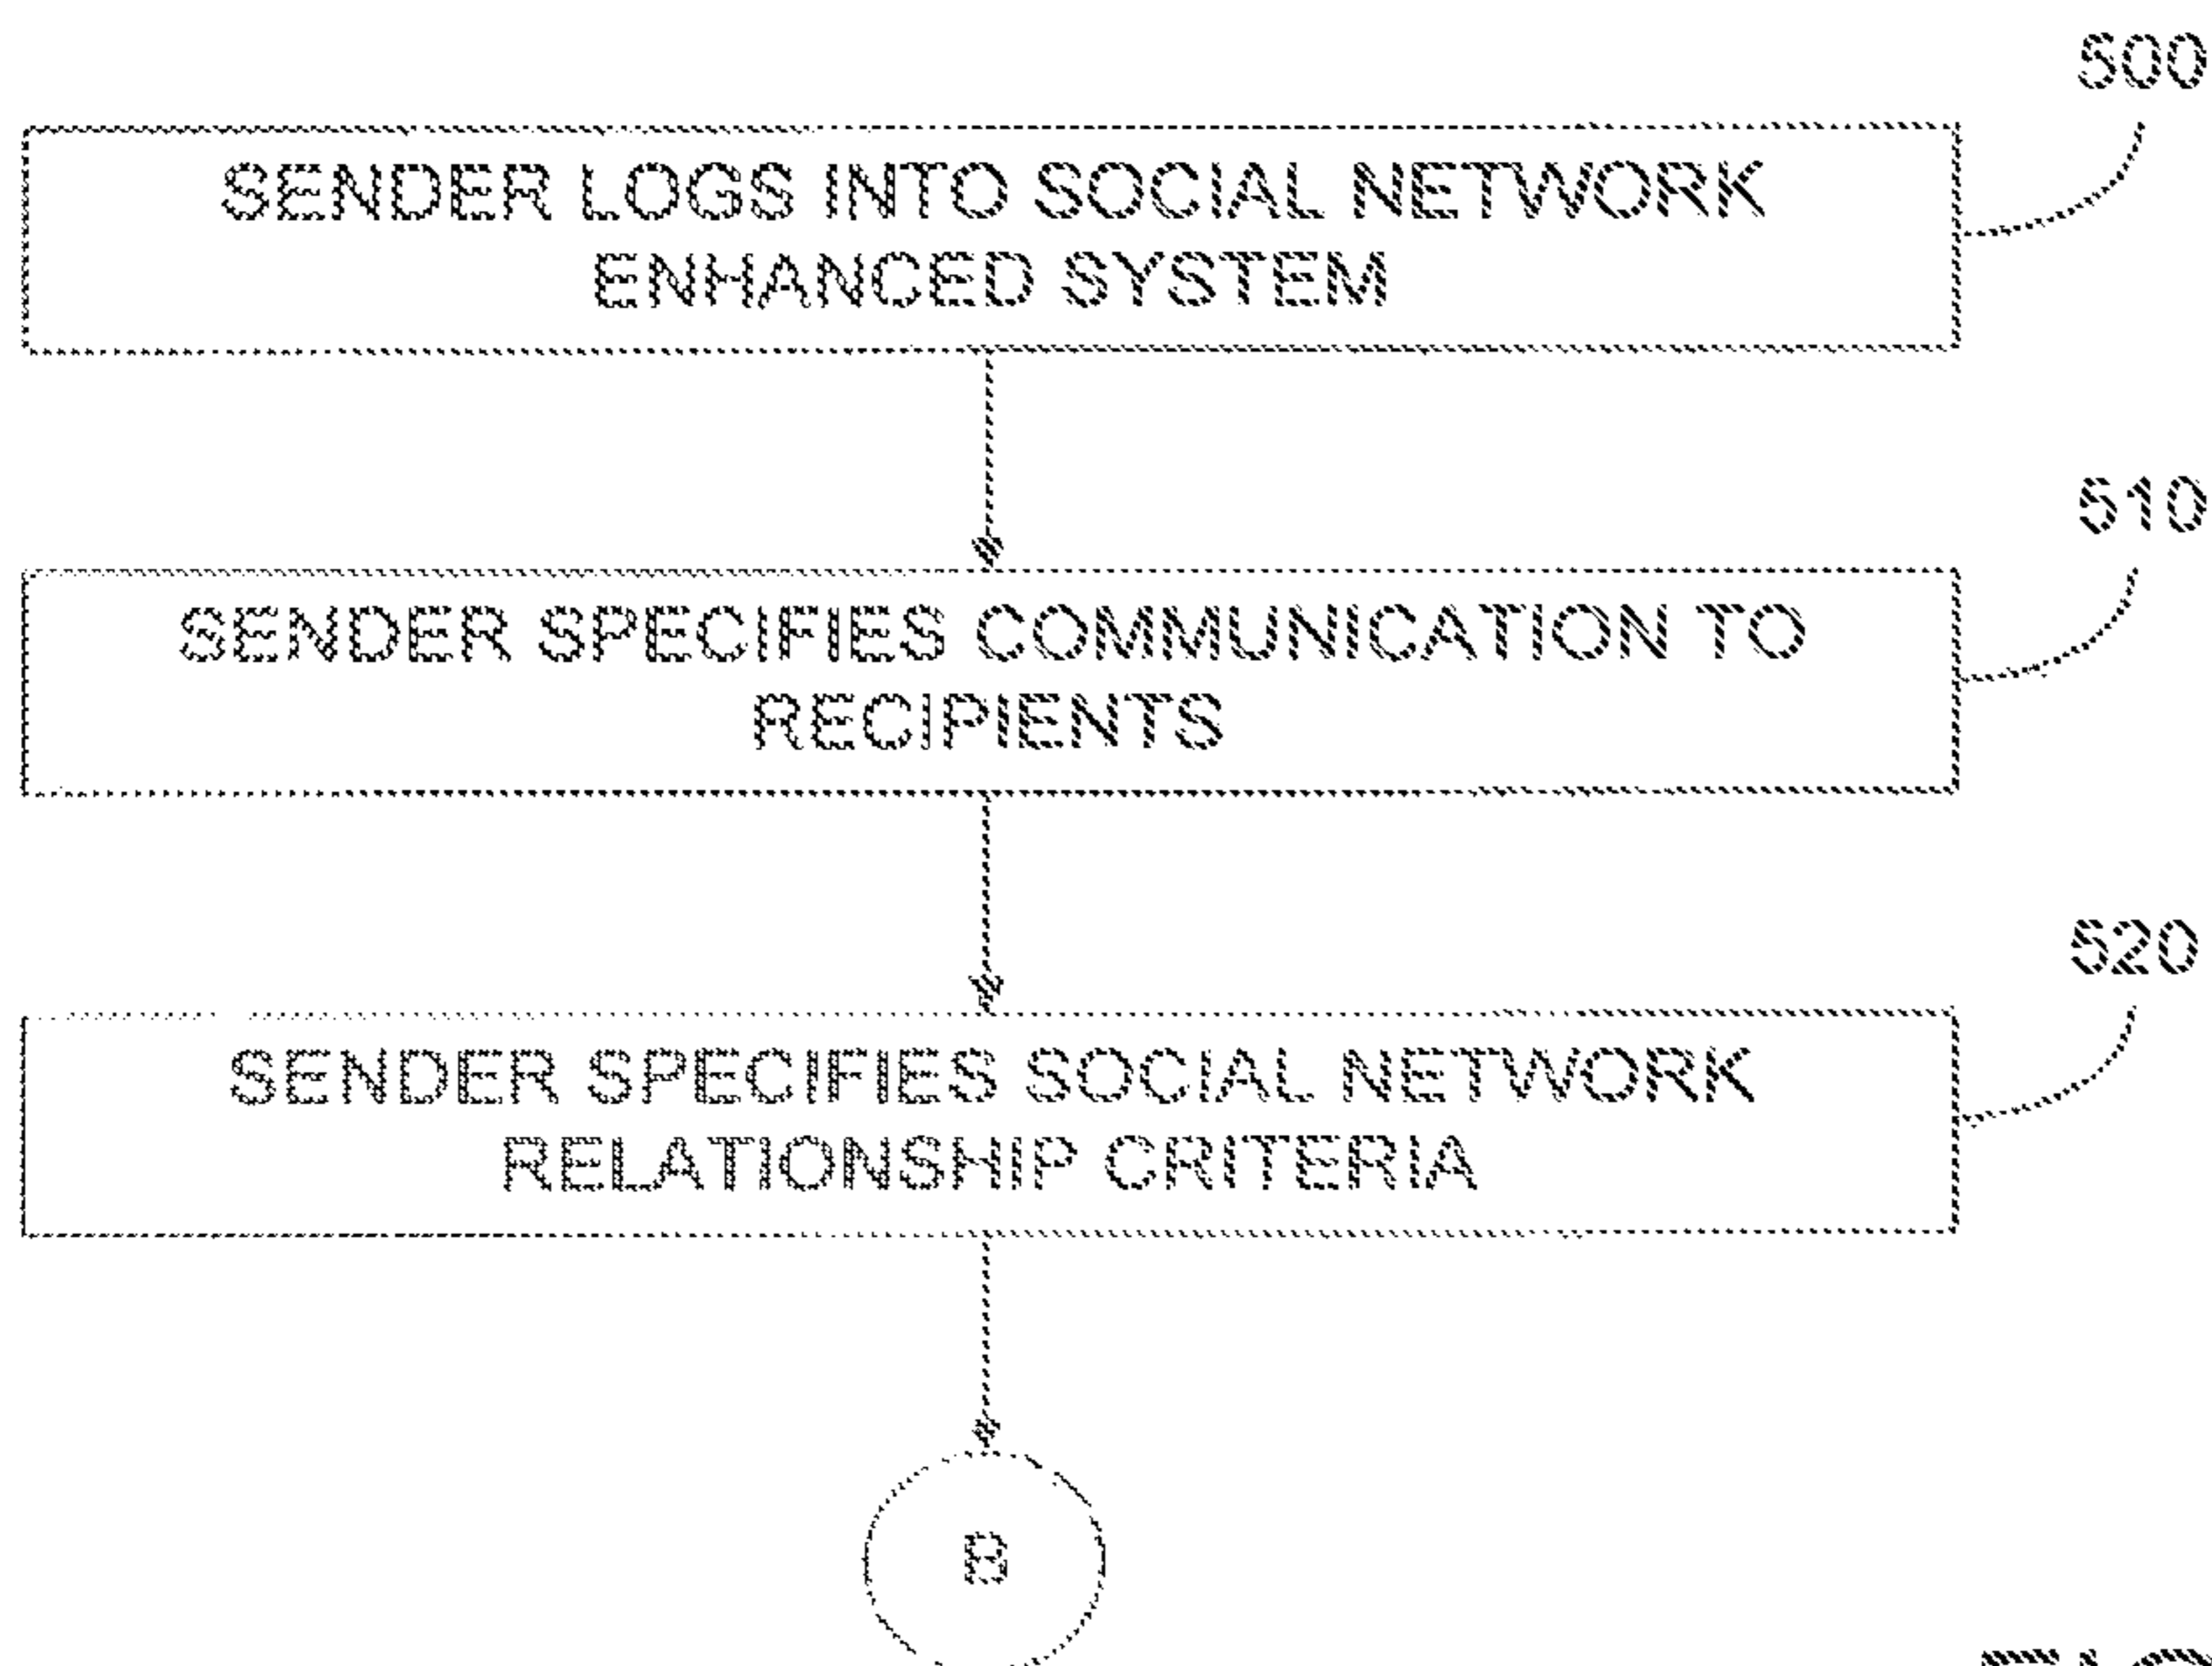 500
SENDER LOGS INTO SOCIAL NETWORK
ENHANCED SYSTEM
510
SENDER SPECIFIES COMMUNICATION TO
RECIPIENTS
520
SENDER SPECIFIES SOCIAL NETWORK
RELATIONSHIP CRITERIA
B